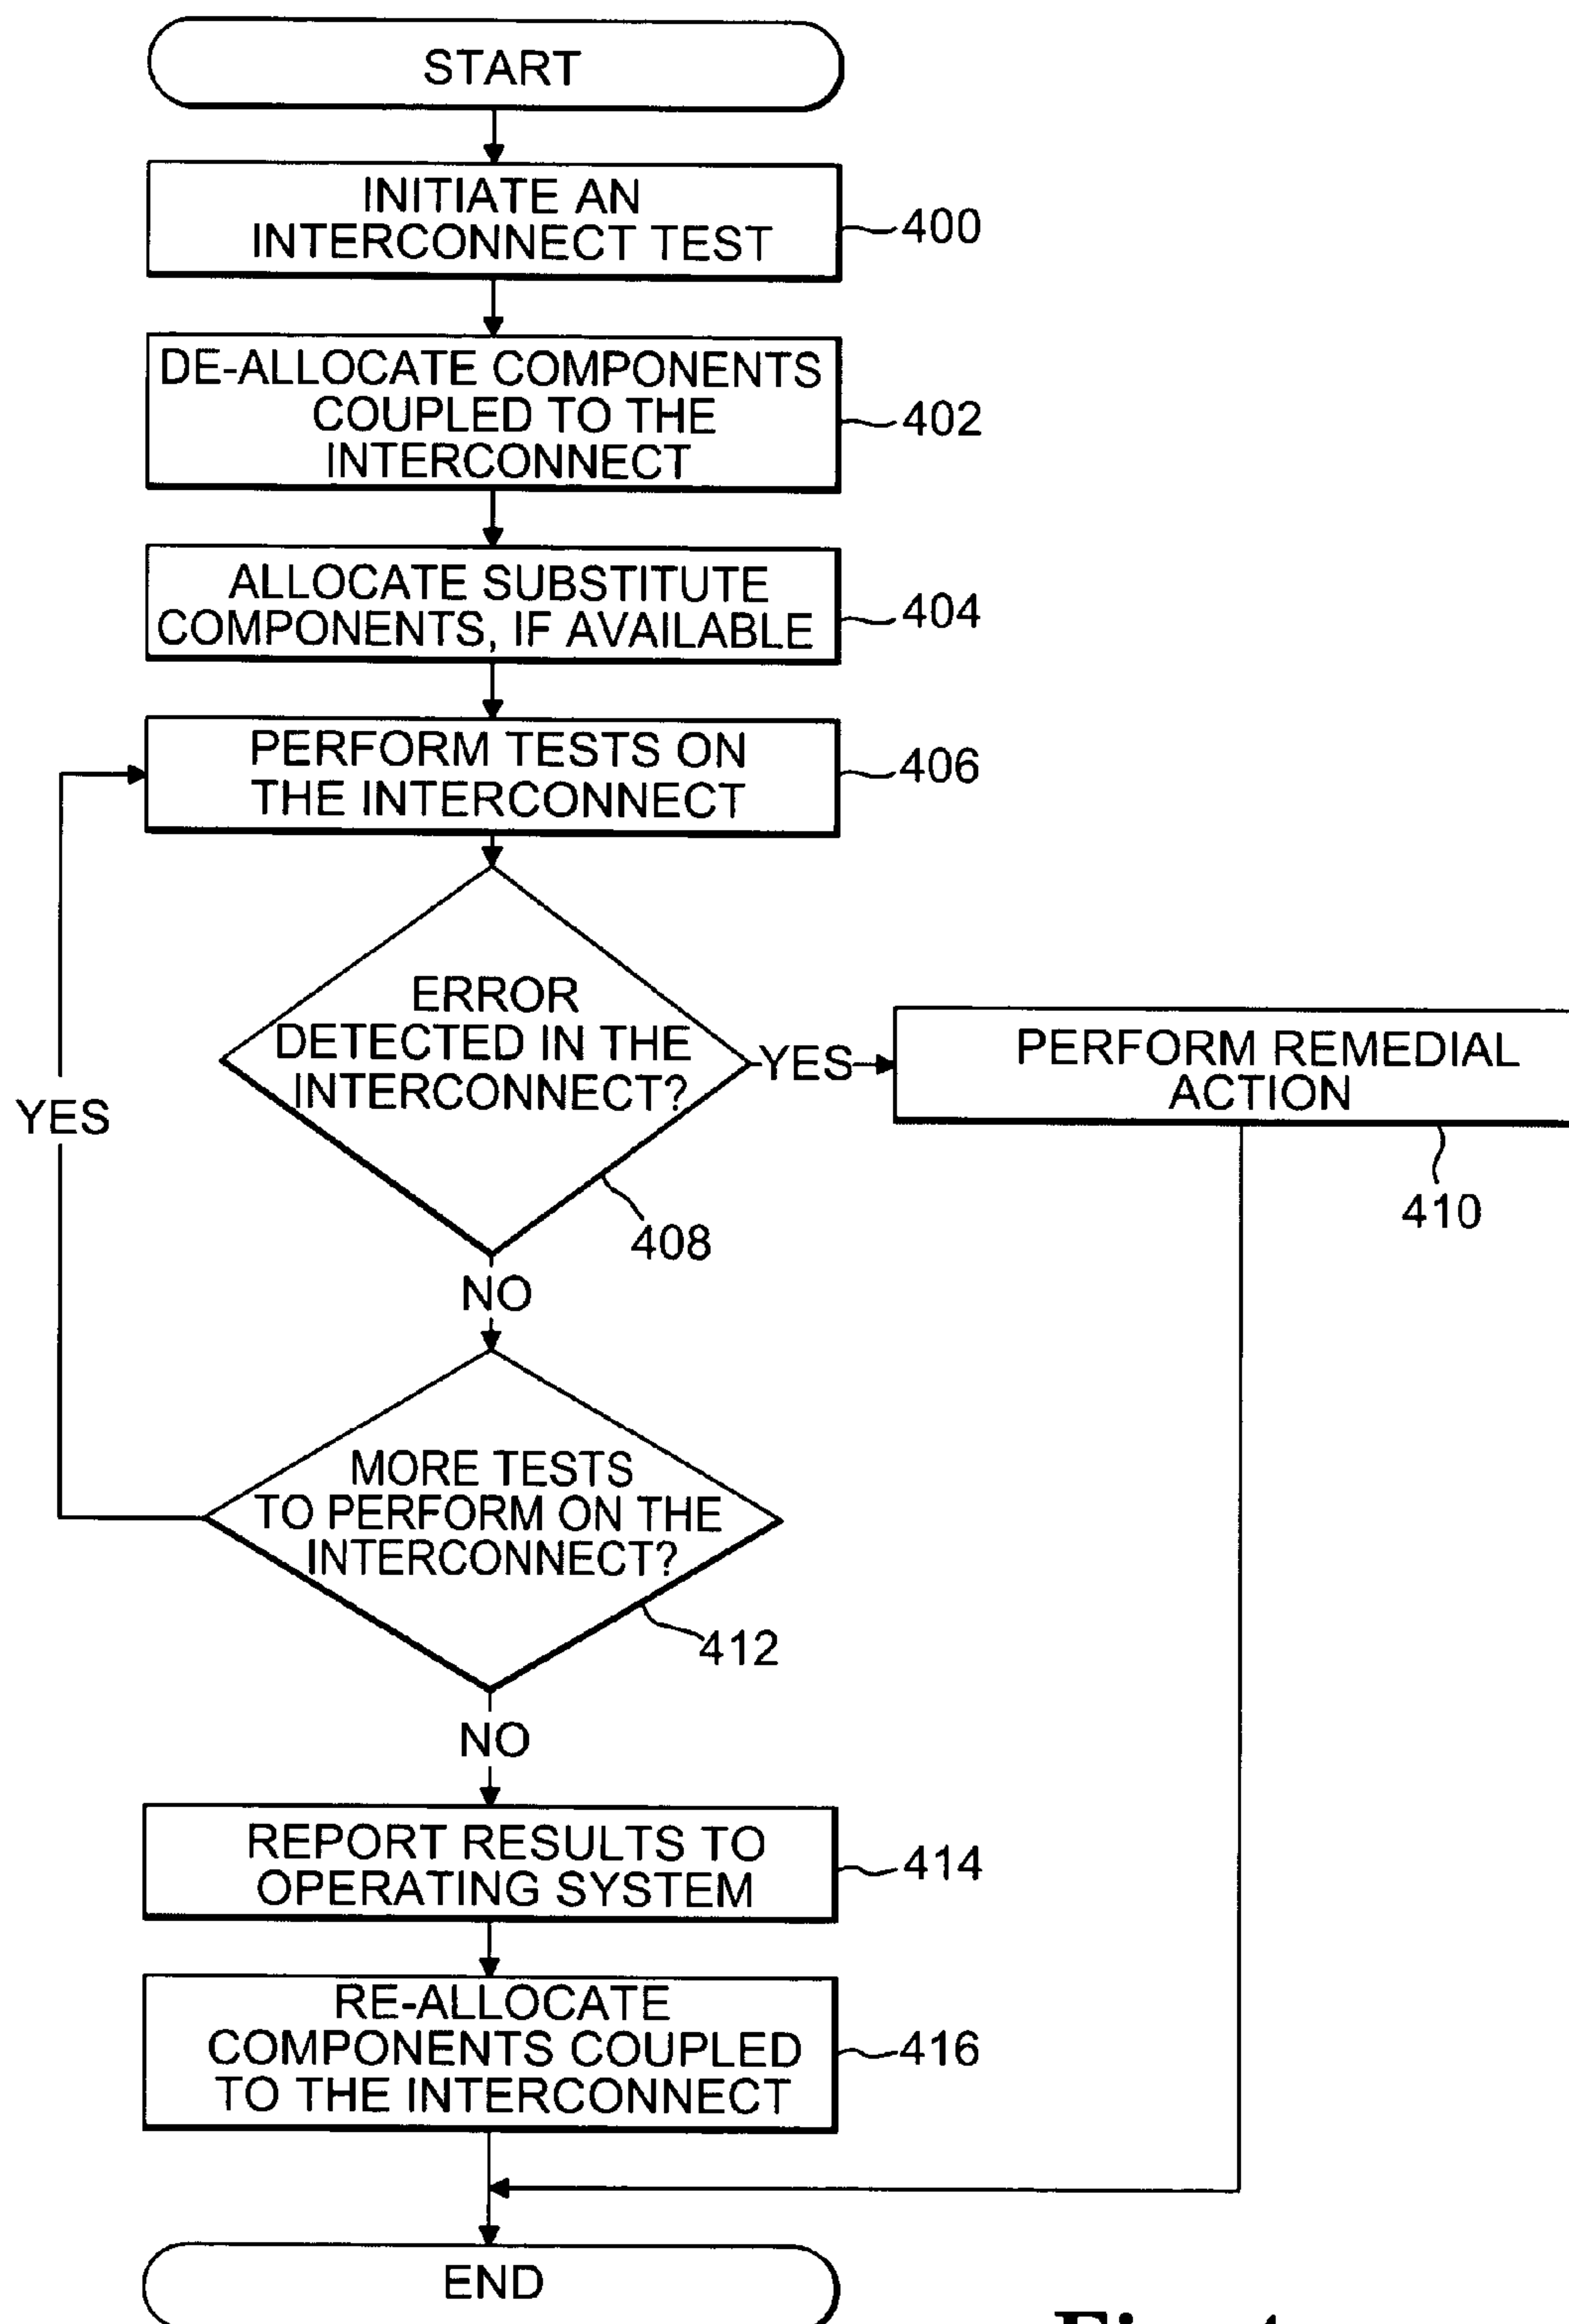 START
INITIATE AN
INTERCONNECT TEST
400
DE-ALLOCATE COMPONENTS
COUPLED TO THE
INTERCONNECT
402
ALLOCATE SUBSTITUTE
COMPONENTS, IF AVAILABLE
404
PERFORM TESTS ON
THE INTERCONNECT
406
ERROR
DETECTED IN THE
INTERCONNECT?
408
YES
PERFORM REMEDIAL
ACTION
410
YES
NO
MORE TESTS
TO PERFORM ON THE
INTERCONNECT?
412
NO
REPORT RESULTS TO
OPERATING SYSTEM
414
RE-ALLOCATE
COMPONENTS COUPLED
TO THE INTERCONNECT
416
END